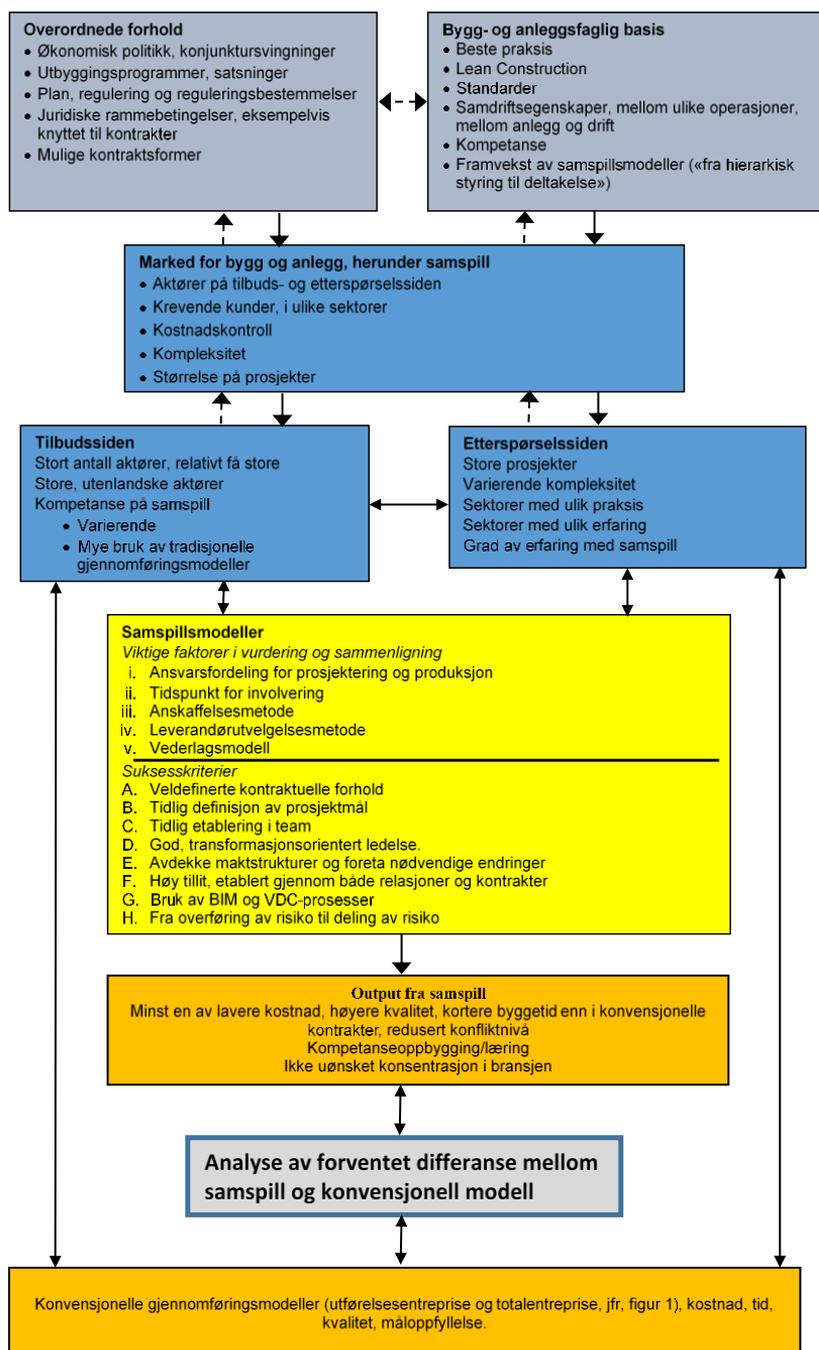 Overordnede forhold
• Økonomisk politikk, konjunktursvingninger
• Utbyggingsprogrammer, satsninger
• Plan, regulering og reguleringsbestemmelser
• Juridiske rammebetingelser, eksempelvis
knyttet til kontrakter
• Mulige kontraktsformer
Bygg- og anleggsfaglig basis
• Beste praksis
• Lean Construction
• Standarder
• Samdriftsegenskaper, mellom ulike operasjoner,
mellom anlegg og drift
• Kompetanse
• Framvekst av samspillsmodeller («fra hierarkisk
styring til deltakelse»)
Marked for bygg og anlegg, herunder samspill
• Aktører på tilbuds- og etterspørselssiden
• Krevende kunder, i ulike sektorer
• Kostnadskontroll
• Kompleksitet
• Størrelse på prosjekter
Tilbudssiden
Stort antall aktører, relativt få store
Store, utenlandske aktører
Kompetanse på samspill
• Varierende
• Mye bruk av tradisjonelle
gjennomføringsmodeller
Etterspørselssiden
Store prosjekter
Varierende kompleksitet
Sektorer med ulik praksis
Sektorer med ulik erfaring
Grad av erfaring med samspill
Samspillsmodeller
Viktige faktorer i vurdering og sammenligning
i. Ansvarsfordeling for prosjektering og produksjon
ii. Tidspunkt for involvering
iii. Anskaffelsesmetode
iv. Leverandørutvelgelsesmetode
v. Vederlagsmodell
Suksesskriterier
A. Veldefinerte kontraktuelle forhold
B. Tidlig definisjon av prosjektmål
C. Tidlig etablering i team
D. God, transformasjonsorientert ledelse.
E. Avdekke maktstrukturer og foreta nødvendige endringer
F. Høy tillit, etablert gjennom både relasjoner og kontrakter
G. Bruk av BIM og VDC-prosesser
H. Fra overføring av risiko til deling av risiko
Output fra samspill
Minst en av lavere kostnad, høyere kvalitet, kortere byggetid enn i konvensjonelle
kontrakter, redusert konfliktnivå
Kompetanseoppbygging/læring
Ikke uønsket konsentrasjon i bransjen
Analyse av forventet differanse mellom
samspill og konvensjonell modell
Konvensjonelle gjennomføringsmodeller (utførelsesentreprise og totalentreprise, jfr, figur 1), kostnad, tid,
kvalitet, måloppfyllelse.